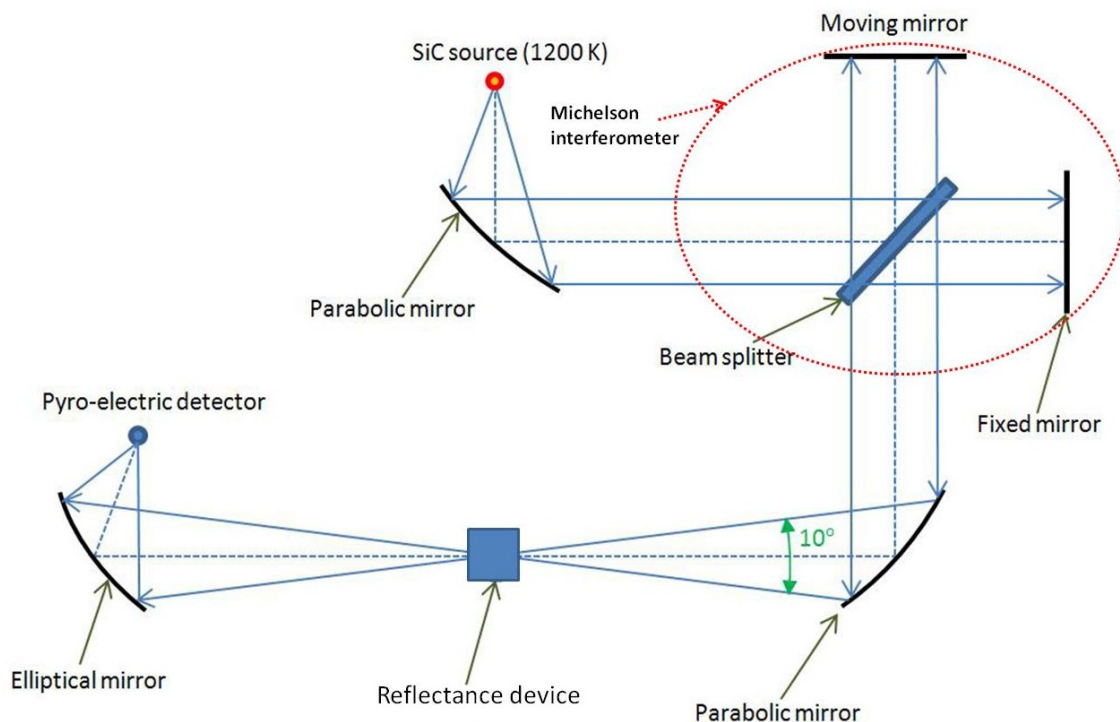 Moving mirror
SiC source (1200 K)
Michelson
interferometer
Parabolic mirror
Beam splitter
Fixed mirror
Pyro-electric detector
10°
Elliptical mirror
Reflectance device
Parabolic mirror